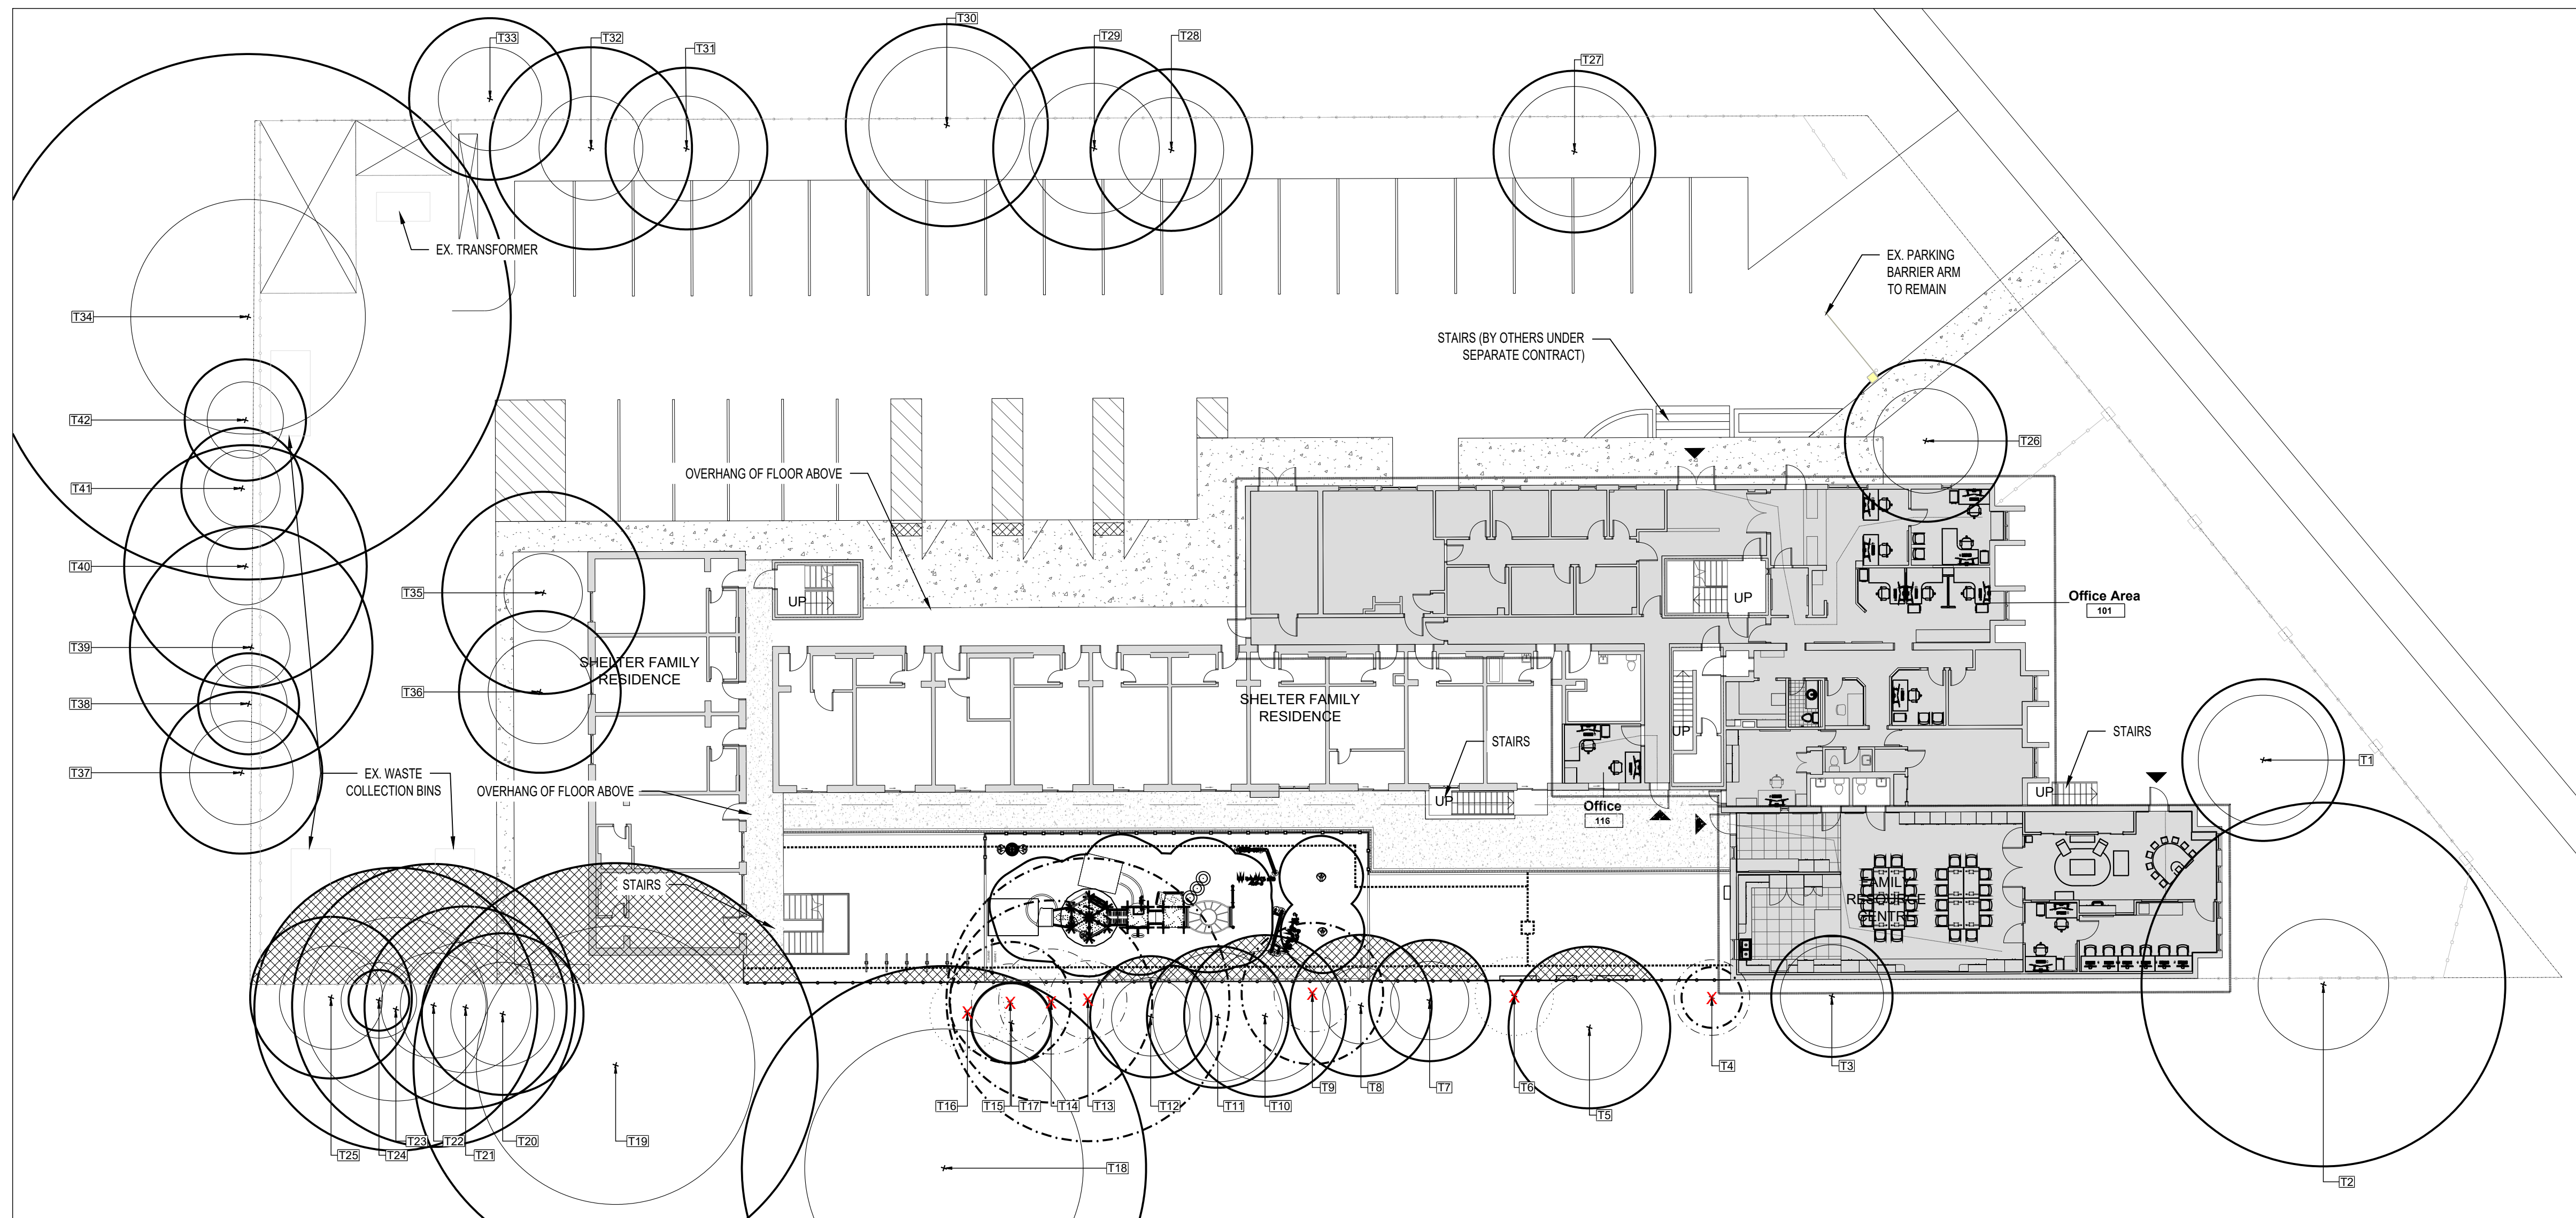 T30
T33
T32
T29
T28
T31
T27
EX. TRANSFORMER
EX. PARKING
BARRIER ARM
TO REMAIN
T34
STAIRS (BY OTHERS UNDER
SEPARATE CONTRACT)
T42
T26
OVERHANG OF FLOOR ABOVE
T41
T40
T35
UP
UP
Office Area
101
T39
SHELTER FAMILY
RESIDENCE
T36
SHELTER FAMILY
RESIDENCE
T38
UP
STAIRS
STAIRS
T1
T37
EX. WASTE
COLLECTION BINS
OVERHANG OF FLOOR ABOVE
UP
UP
Office
116
STAIRS
FAMILY
RESOURCE
CENTRE
T4
T3
T9
T8
T7
T6
T16
T15
T17
T14
T13
T12
T11
T10
T5
T23
T22
T20
T19
T25
T24
T21
T18
T2